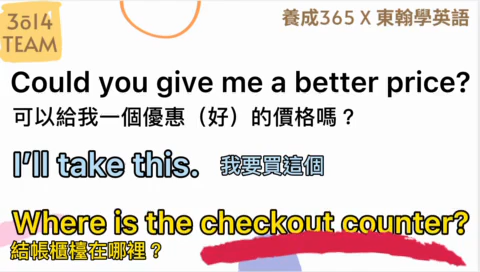 3ō14
TEAM
養成365 X 東翰學英語
Could you give me a better price?
可以給我一個優惠（好）的價格嗎？
I'll take this. 我要買這個
Where is the checkout counter?
結帳櫃檯在哪裡？